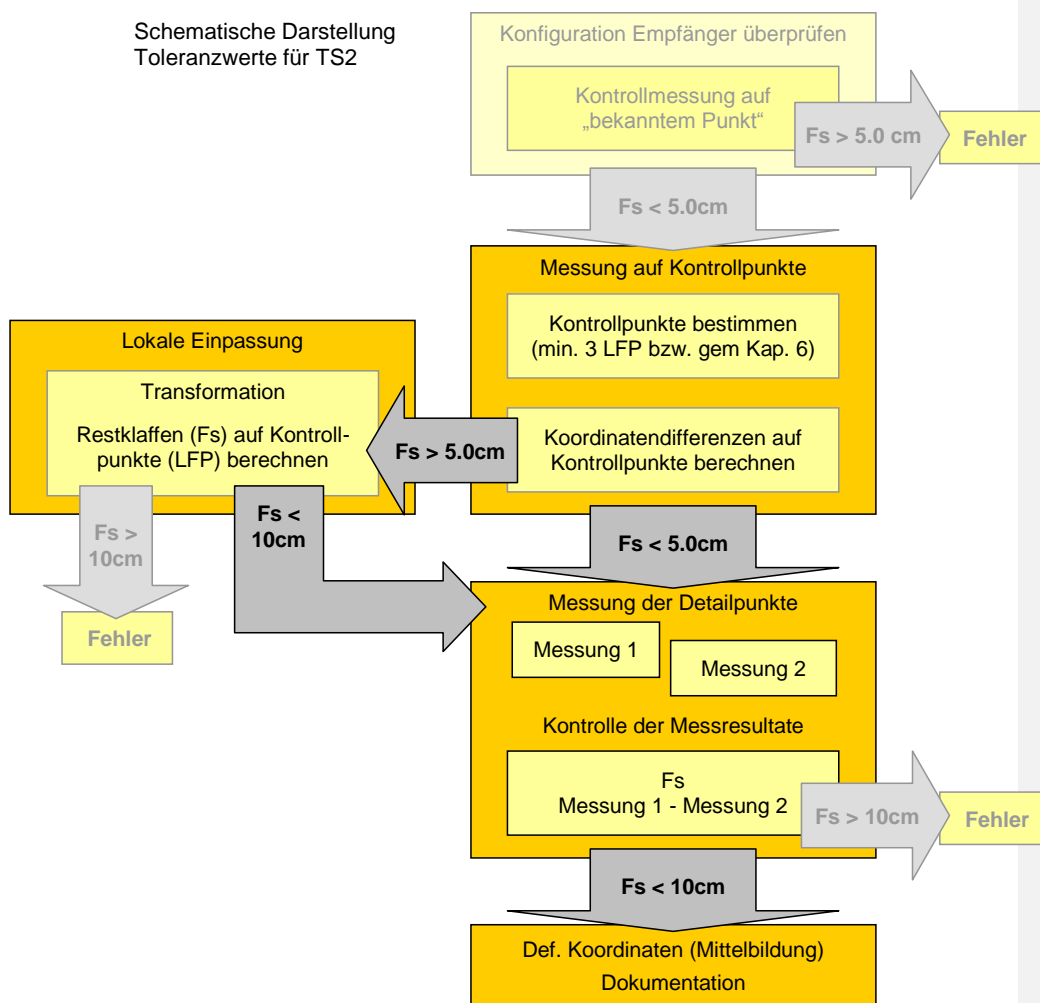 Schematische Darstellung
Toleranzwerte für TS2
Konfiguration Empfänger überprüfen
Kontrollmessung auf
„bekanntem Punkt“
Fs > 5.0 cm
Fehler
Fs < 5.0cm
Messung auf Kontrollpunkte
Kontrollpunkte bestimmen
(min. 3 LFP bzw. gem Kap. 6)
Koordinatendifferenzen auf
Kontrollpunkte berechnen
Fs > 5.0cm
Lokale Einpassung
Transformation
Restklaffen (Fs) auf Kontroll-
punkte (LFP) berechnen
Fs >
10cm
Fehler
Fs <
10cm
Fs < 5.0cm
Messung der Detailpunkte
Messung 1
Messung 2
Kontrolle der Messresultate
Fs
Messung 1 - Messung 2
Fs > 10cm
Fehler
Fs < 10cm
Def. Koordinaten (Mittelbildung)
Dokumentation